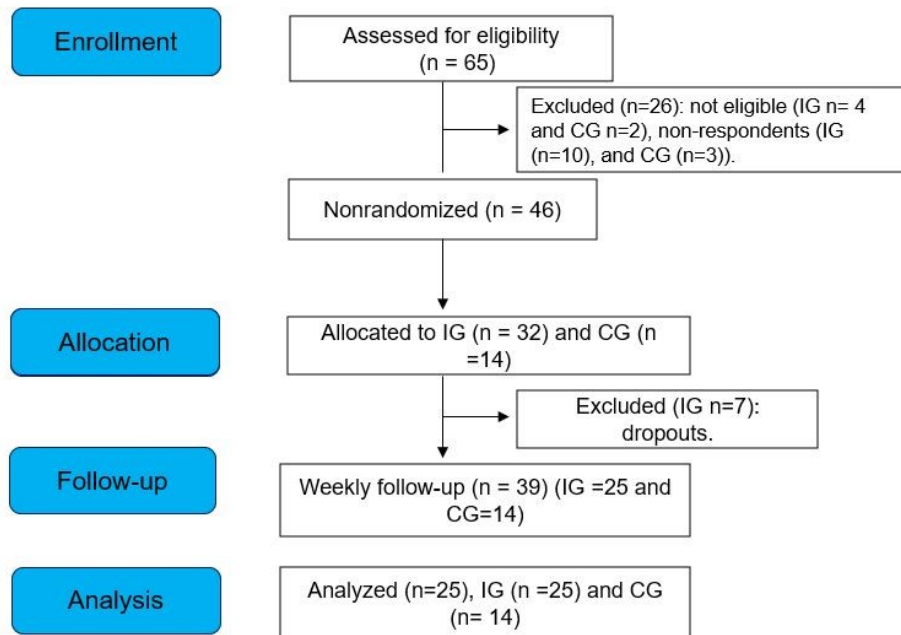 Enrollment
Assessed for eligibility
(n = 65)
Excluded (n=26): not eligible (IG n= 4
and CG n=2), non-respondents (IG
(n=10), and CG (n=3)).
Nonrandomized (n = 46)
Allocation
Allocated to IG (n = 32) and CG (n
=14)
Excluded (IG n=7):
dropouts.
Follow-up
Weekly follow-up (n = 39) (IG =25 and
CG=14)
Analysis
Analyzed (n=25), IG (n =25) and CG
(n= 14)